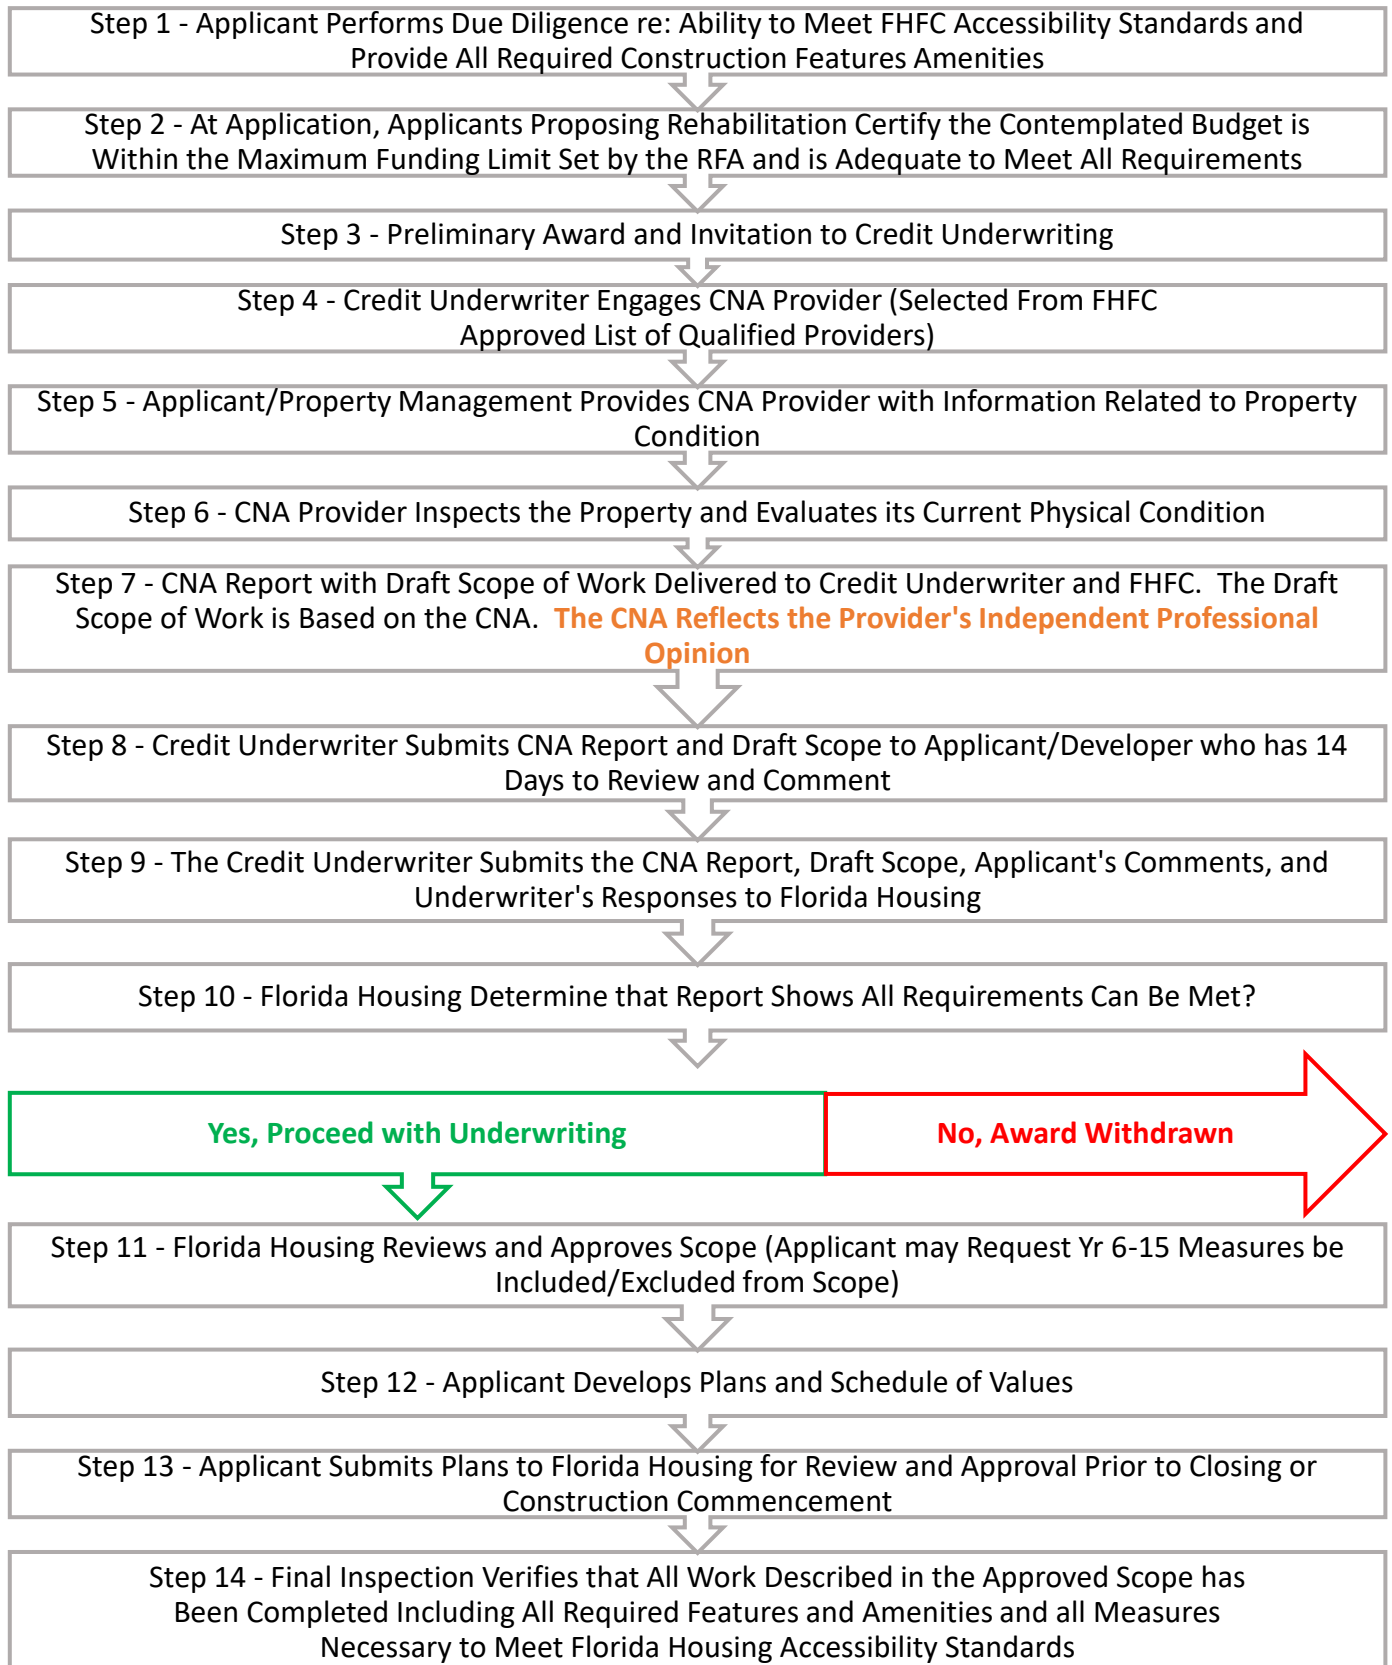 Step 1 - Applicant Performs Due Diligence re: Ability to Meet FHFC Accessibility Standards and
Provide All Required Construction Features Amenities
Step 2 - At Application, Applicants Proposing Rehabilitation Certify the Contemplated Budget is
Within the Maximum Funding Limit Set by the RFA and is Adequate to Meet All Requirements
Step 3 - Preliminary Award and Invitation to Credit Underwriting
Step 4 - Credit Underwriter Engages CNA Provider (Selected From FHFC
Approved List of Qualified Providers)
Step 5 - Applicant/Property Management Provides CNA Provider with Information Related to Property
Condition
Step 6 - CNA Provider Inspects the Property and Evaluates its Current Physical Condition
Step 7 - CNA Report with Draft Scope of Work Delivered to Credit Underwriter and FHFC.  The Draft
Scope of Work is Based on the CNA.  The CNA Reflects the Provider's Independent Professional
Opinion
Step 8 - Credit Underwriter Submits CNA Report and Draft Scope to Applicant/Developer who has 14
Days to Review and Comment
Step 9 - The Credit Underwriter Submits the CNA Report, Draft Scope, Applicant's Comments, and
Underwriter's Responses to Florida Housing
Step 10 - Florida Housing Determine that Report Shows All Requirements Can Be Met?
Yes, Proceed with Underwriting
No, Award Withdrawn
Step 11 - Florida Housing Reviews and Approves Scope (Applicant may Request Yr 6-15 Measures be
Included/Excluded from Scope)
Step 12 - Applicant Develops Plans and Schedule of Values
Step 13 - Applicant Submits Plans to Florida Housing for Review and Approval Prior to Closing or
Construction Commencement
Step 14 - Final Inspection Verifies that All Work Described in the Approved Scope has
Been Completed Including All Required Features and Amenities and all Measures
Necessary to Meet Florida Housing Accessibility Standards